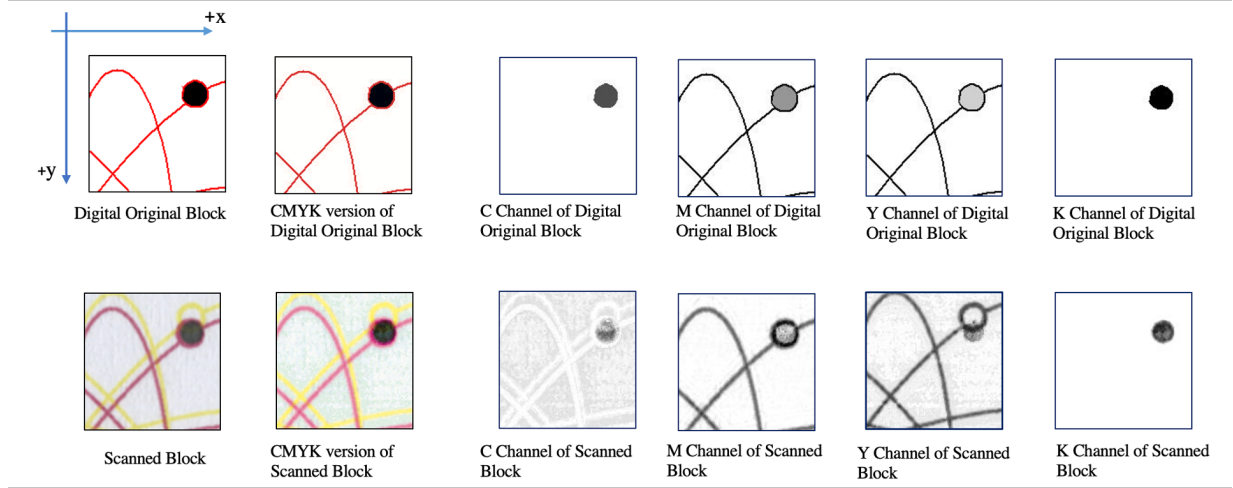 +x
+y
Digital Original Block
CMYK version of
Digital Original Block
C Channel of Digital
Original Block
M Channel of Digital
Original Block
Y Channel of Digital
Original Block
K Channel of Digital
Original Block
Scanned Block
CMYK version of
Scanned Block
C Channel of Scanned
Block
M Channel of Scanned
Block
Y Channel of Scanned
Block
K Channel of Scanned
Block